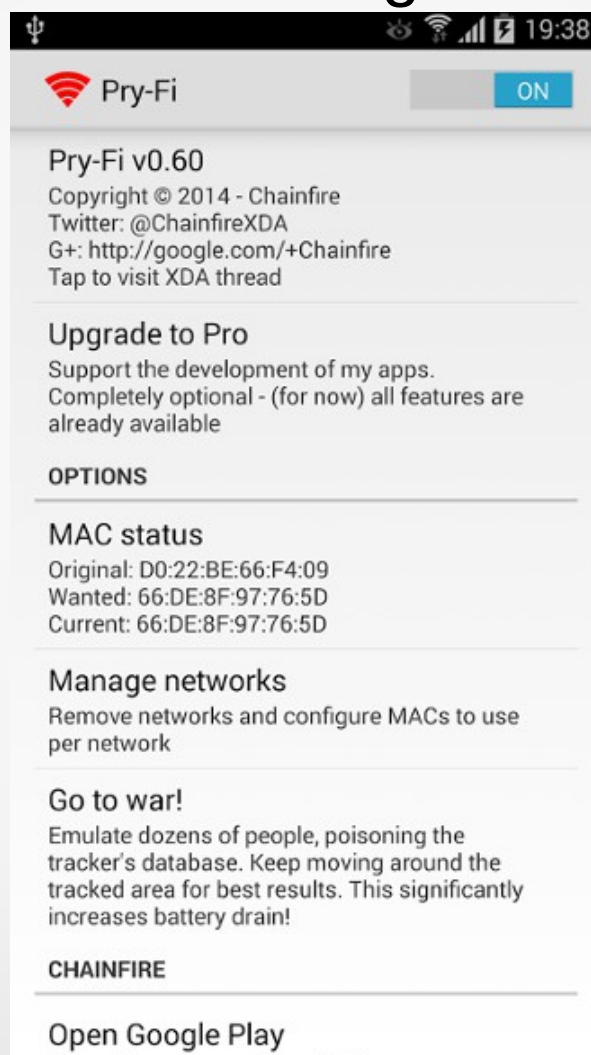 19:38
Pry-Fi
ON
Pry-Fi v0.60
Copyright © 2014 - Chainfire
Twitter: @ChainfireXDA
G+: http://google.com/+Chainfire
Tap to visit XDA thread
Upgrade to Pro
Support the development of my apps.
Completely optional - (for now) all features are
already available
OPTIONS
MAC status
Original: D0:22:BE:66:F4:09
Wanted: 66:DE:8F:97:76:5D
Current: 66:DE:8F:97:76:5D
Manage networks
Remove networks and configure MACs to use
per network
Go to war!
Emulate dozens of people, poisoning the
tracker's database. Keep moving around the
tracked area for best results. This significantly
increases battery drain!
CHAINFIRE
Open Google Play